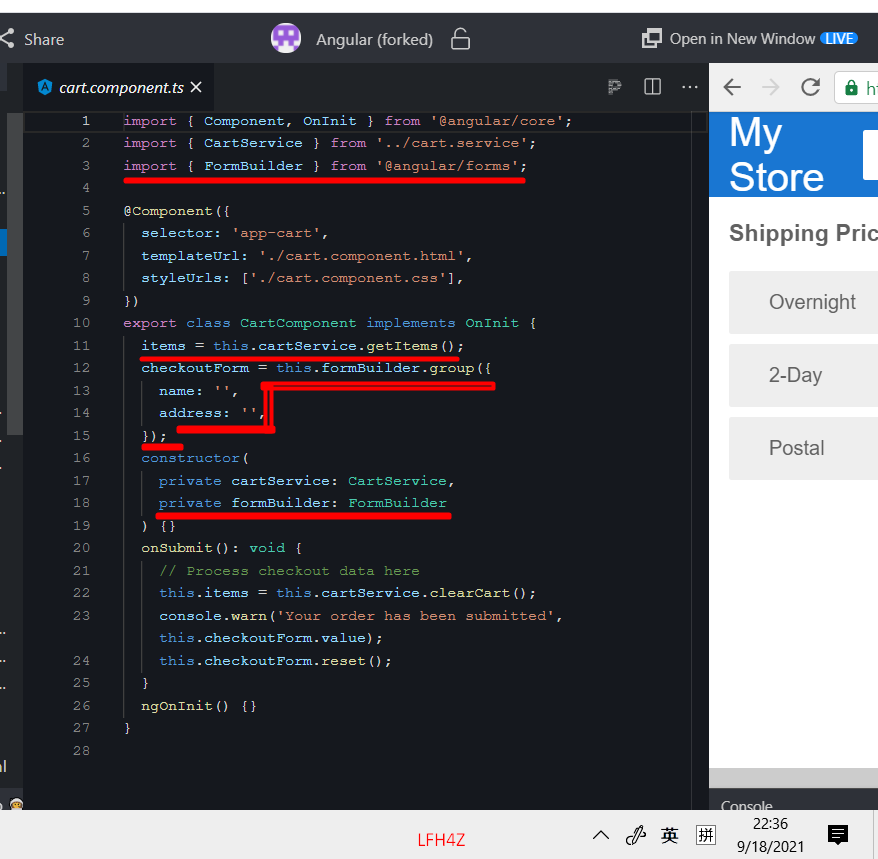 Share
Angular (forked)
Open in New Window LIVE
cart.component.ts
1 import { Component, OnInit } from '@angular/core';
2 import { CartService } from '../cart.service';
3 import { FormBuilder } from '@angular/forms';
4
5 @Component({
6 selector: 'app-cart',
7 templateUrl: './cart.component.html',
8 styleUrls: ['./cart.component.css'],
9 })
10 export class CartComponent implements OnInit {
11 items = this.cartService.getItems();
12 checkoutForm = this.formBuilder.group({
13 name: '',
14 address: '',
15 });
16 constructor(
17 private cartService: CartService,
18 private formBuilder: FormBuilder
19 ) {}
20 onSubmit(): void {
21 // Process checkout data here
22 this.items = this.cartService.clearCart();
23 console.warn('Your order has been submitted',
this.checkoutForm.value);
24 this.checkoutForm.reset();
25 }
26 ngOnInit() {}
27 }
28
My
Store
Shipping Pric
Overnight
2-Day
Postal
Console
LFH4Z
英
拼
22:36
9/18/2021